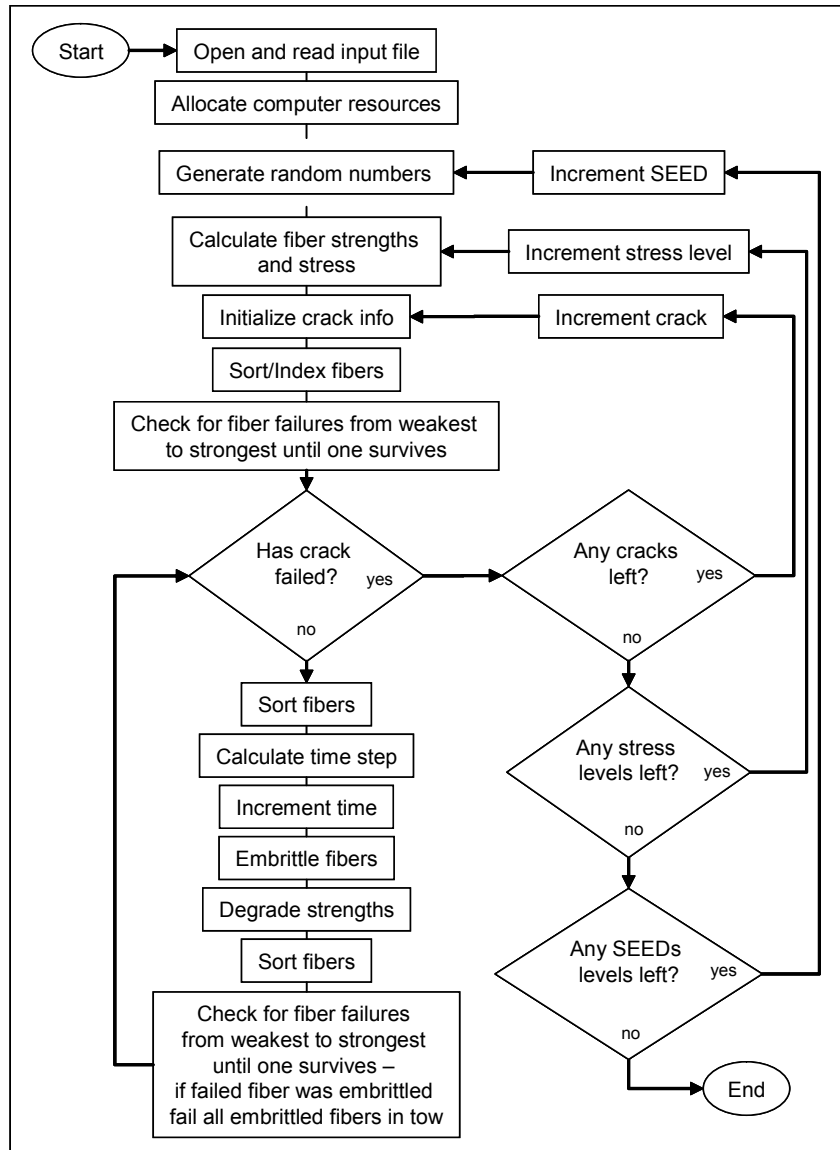 Start
Open and read input file
Allocate computer resources
Generate random numbers
Increment SEED
Calculate fiber strengths
and stress
Increment stress level
Initialize crack info
Increment crack
Sort/Index fibers
Check for fiber failures from weakest
to strongest until one survives
Has crack
failed?
yes
no
Any cracks
left?
yes
no
Sort fibers
Calculate time step
Increment time
Embrittle fibers
Degrade strengths
Sort fibers
Check for fiber failures
from weakest to strongest
until one survives –
if failed fiber was embrittled
fail all embrittled fibers in tow
Any stress
levels left?
yes
no
Any SEEDs
levels left?
yes
no
End